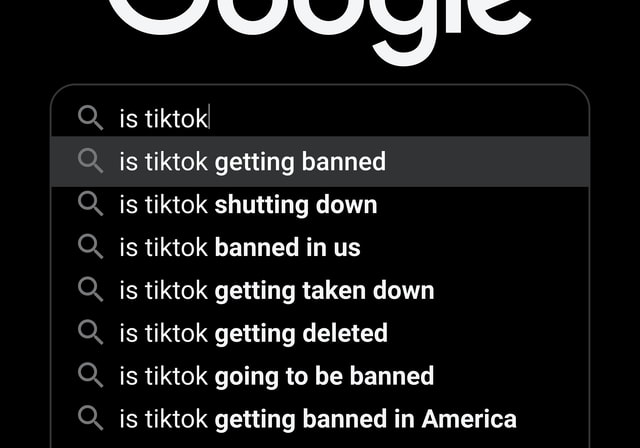 Google
is tiktok
is tiktok getting banned
is tiktok shutting down
is tiktok banned in us
is tiktok getting taken down
is tiktok getting deleted
is tiktok going to be banned
is tiktok getting banned in America